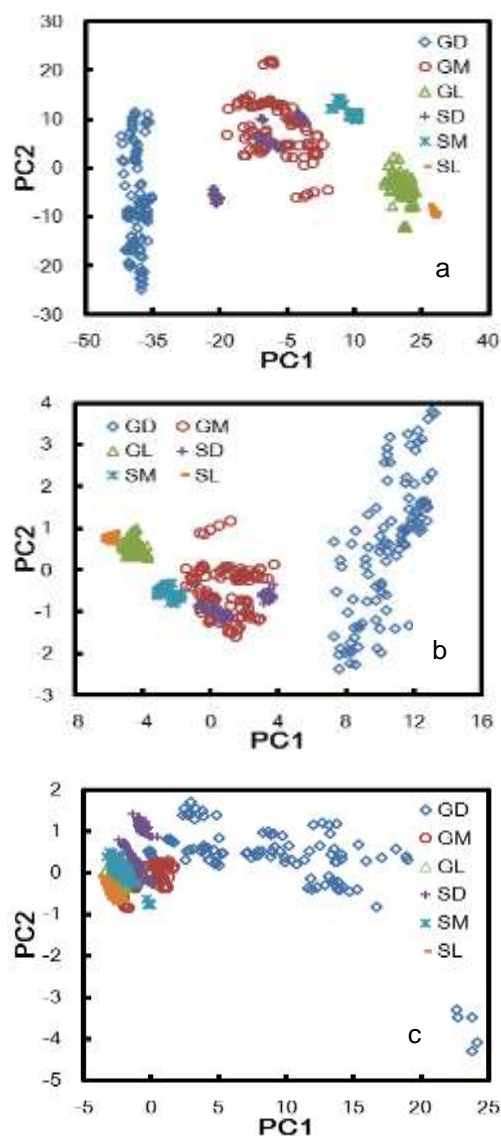 30
20
10
0
-10
-20
-30
PC2
GD
GM
GL
SD
SM
SL
a
-50 -35 -20 -5 10 25 40
PC1
4
3
2
1
0
-1
2
-3
PC2
GD GM
GL SD
SM SL
b
8 4 0 4 8 12 16
PC1
2
1
0
-1
-2
-3
-4
-5
PC2
GD
GM
GL
SD
SM
SL
c
-5 0 5 10 15 20 25
PC1